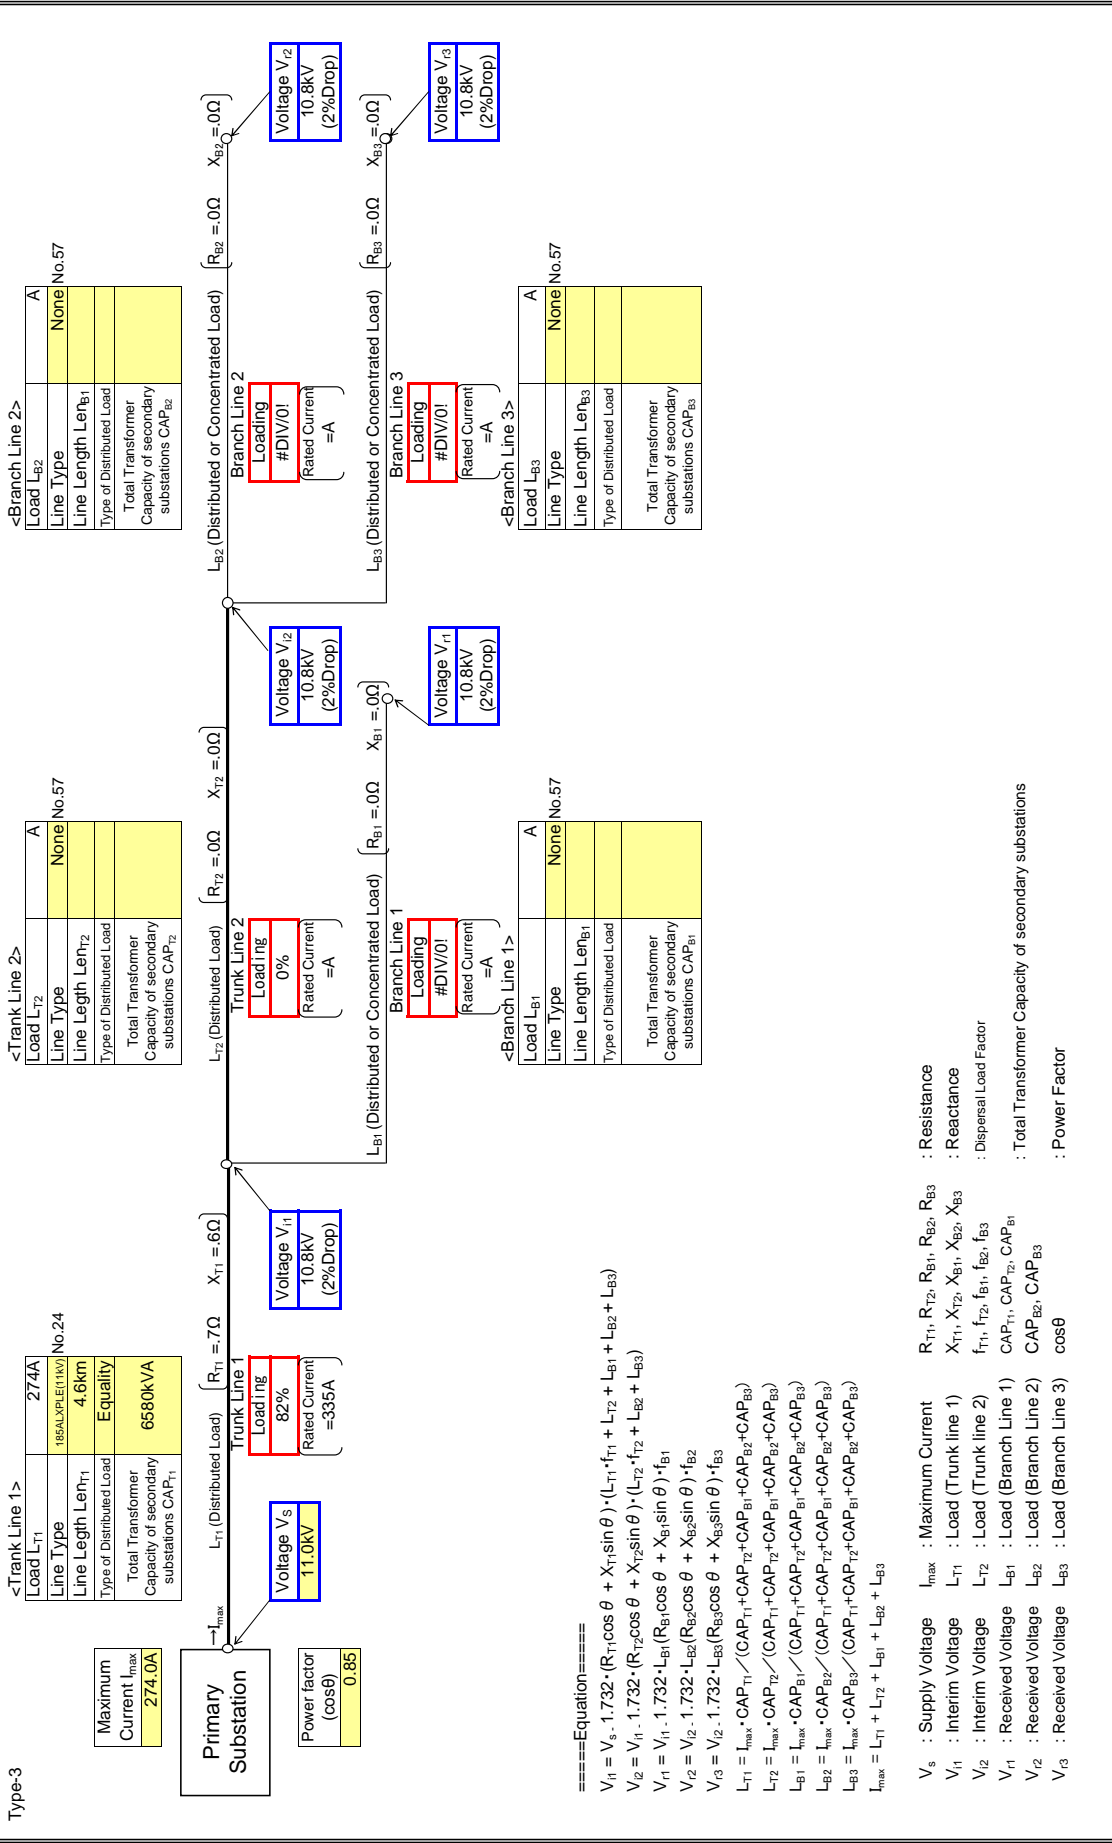 Type-3
Maximum
Current Imax
274.0A
Primary
Substation
Power factor
(cosθ)
0.85
→Imax
Voltage VS
11.0kV
<Trank Line 1>
Load LT1 274A
Line Type 185ALXPLE(11kV) No.24
Line Legth LenT1 4.6km
Type of Distributed Load Equality
Total Transformer
Capacity of secondary
substations CAPT1
6580kVA
LT1 (Distributed Load) (RT1 =.7Ω XT1 =.6Ω)
Trunk Line 1
Loading
82%
(Rated Current
=335A)
Voltage Vi1
10.8kV
(2%Drop)
<Trank Line 2>
Load LT2 A
Line Type None No.57
Line Length LenT2
Type of Distributed Load
Total Transformer
Capacity of secondary
substations CAPT2
LT2 (Distributed Load) (RT2 =.0Ω XT2 =.0Ω)
Trunk Line 2
Loading
0%
(Rated Current
=A)
Voltage Vi2
10.8kV
(2%Drop)
LB1 (Distributed or Concentrated Load) (RB1 =.0Ω XB1 =.0Ω)
Branch Line 1
Loading
#DIV/0!
(Rated Current
=A)
Voltage Vr1
10.8kV
(2%Drop)
<Branch Line 1>
Load LB1 A
Line Type None No.57
Line Length LenB1
Type of Distributed Load
Total Transformer
Capacity of secondary
substations CAPB1
<Branch Line 2>
Load LB2 A
Line Type None No.57
Line Length LenB1
Type of Distributed Load
Total Transformer
Capacity of secondary
substations CAPB2
LB2 (Distributed or Concentrated Load) (RB2 =.0Ω XB2 =.0Ω)
Branch Line 2
Loading
#DIV/0!
(Rated Current
=A)
Voltage Vr2
10.8kV
(2%Drop)
LB3 (Distributed or Concentrated Load) (RB3 =.0Ω XB3 =.0Ω)
Branch Line 3
Loading
#DIV/0!
(Rated Current
=A)
Voltage Vr3
10.8kV
(2%Drop)
<Branch Line 3>
Load LB3 A
Line Type None No.57
Line Length LenB3
Type of Distributed Load
Total Transformer
Capacity of secondary
substations CAPB3
=====Equation=====
Vi1 = Vs - 1.732・(RT1cos θ + XT1sin θ)・(LT1・fT1 + LT2 + LB1 + LB2 + LB3)
Vi2 = Vi1 - 1.732・(RT2cos θ + XT2sin θ)・(LT2・fT2 + LB2 + LB3)
Vr1 = Vi1 - 1.732・LB1(RB1cos θ + XB1sin θ)・fB1
Vr2 = Vi2 - 1.732・LB2(RB2cos θ + XB2sin θ)・fB2
Vr3 = Vi2 - 1.732・LB3(RB3cos θ + XB3sin θ)・fB3
LT1 = Imax・CAPT1／(CAPT1+CAPT2+CAPB1+CAPB2+CAPB3)
LT2 = Imax・CAPT2／(CAPT1+CAPT2+CAPB1+CAPB2+CAPB3)
LB1 = Imax・CAPB1／(CAPT1+CAPT2+CAPB1+CAPB2+CAPB3)
LB2 = Imax・CAPB2／(CAPT1+CAPT2+CAPB1+CAPB2+CAPB3)
LB3 = Imax・CAPB3／(CAPT1+CAPT2+CAPB1+CAPB2+CAPB3)
Imax = LT1 + LT2 + LB1 + LB2 + LB3
Vs : Supply Voltage Imax : Maximum Current RT1, RT2, RB1, RB2, RB3 : Resistance
Vi1 : Interim Voltage LT1 : Load (Trunk line 1) XT1, XT2, XB1, XB2, XB3 : Reactance
Vi2 : Interim Voltage LT2 : Load (Trunk line 2) fT1, fT2, fB1, fB2, fB3 : Dispersal Load Factor
Vr1 : Received Voltage LB1 : Load (Branch Line 1) CAPT1, CAPT2, CAPB1 : Total Transformer Capacity of secondary substations
Vr2 : Received Voltage LB2 : Load (Branch Line 2) CAPB2, CAPB3
Vr3 : Received Voltage LB3 : Load (Branch Line 3) cosθ : Power Factor